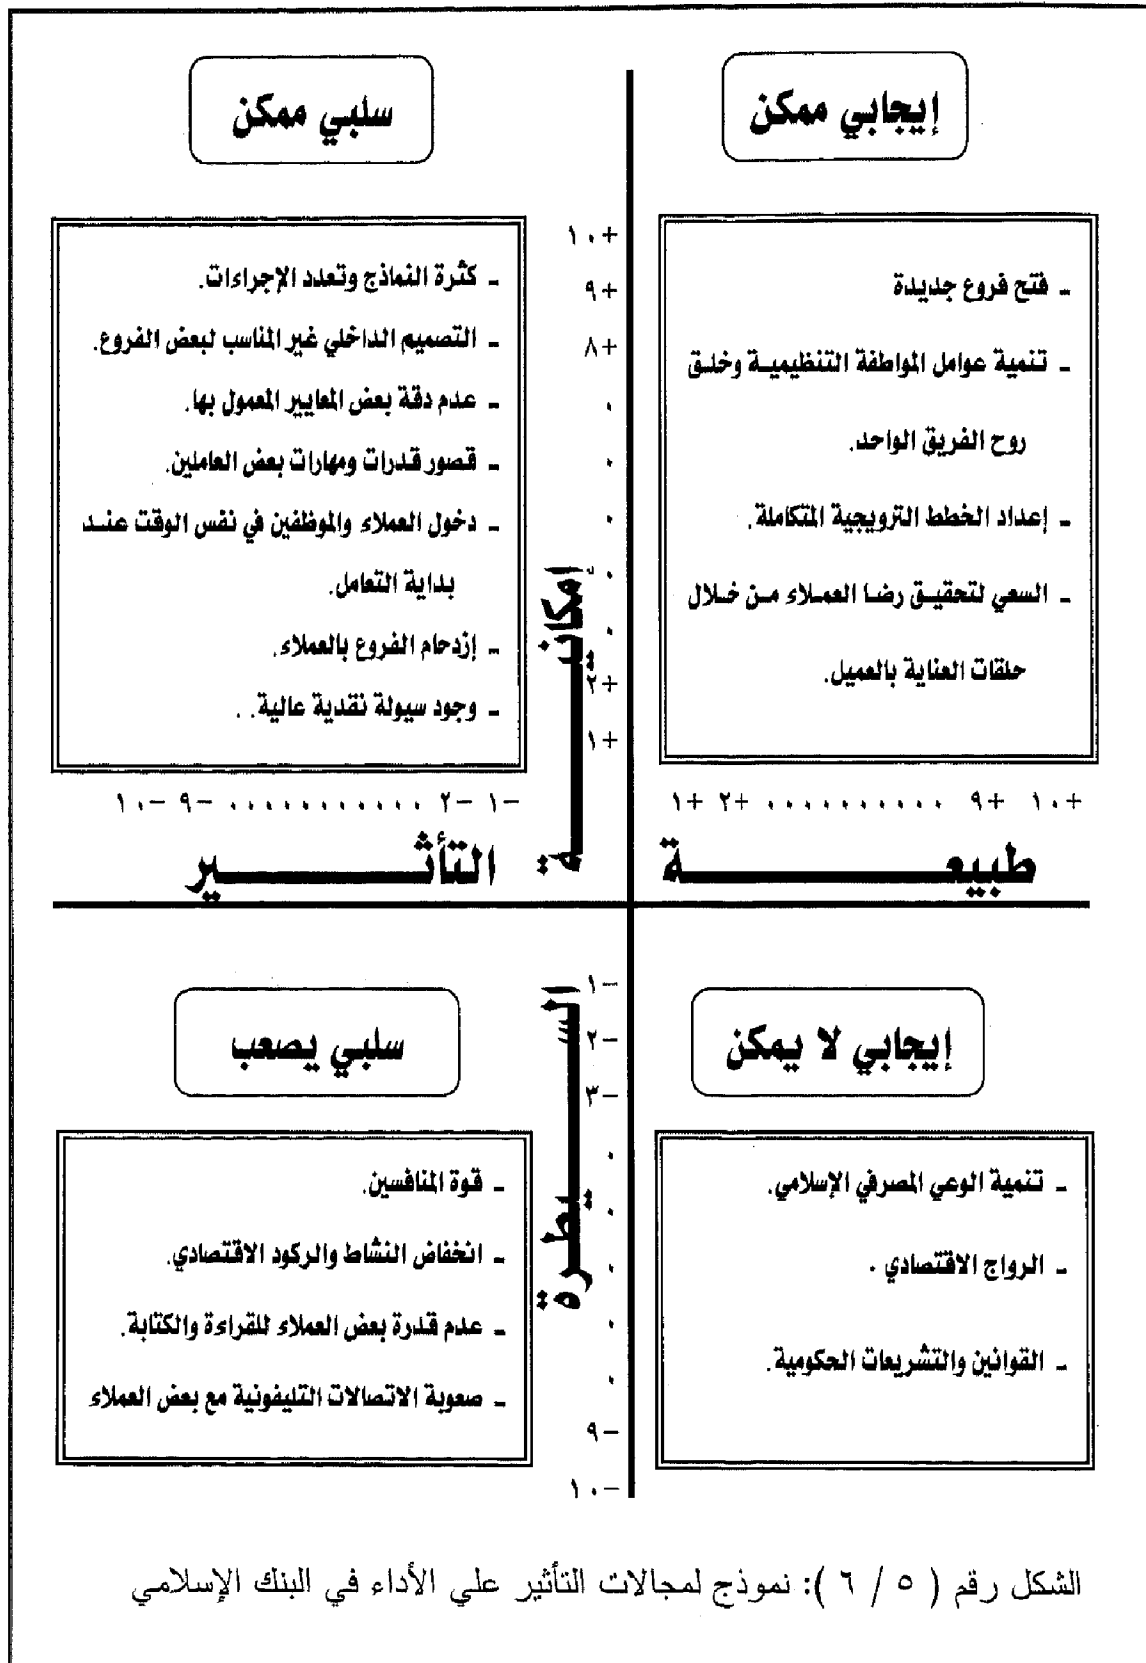 إيجابي ممكن
- فتح فروع جديدة
- تنمية عوامل المواطفة التنظيمية وخلق
روح الفريق الواحد.
- إعداد الخطط الترويجية المتكاملة.
- السعي لتحقيق رضا العملاء من خلال
حلقات العناية بالعميل.
سلبي ممكن
- كثرة النماذج وتعدد الإجراءات.
- التصميم الداخلي غير المناسب لبعض الفروع.
- عدم دقة بعض المعايير المعمول بها.
- قصور قدرات ومهارات بعض العاملين.
- دخول العملاء والموظفين في نفس الوقت عند
بداية التعامل.
- إزدحام الفروع بالعملاء.
- وجود سيولة نقدية عالية. .
+١٠
+٩
+٨
.
.
.
.
.
+٢
+١
إمكانية
+١ +٢ .......... +٩ +١٠
-١ -٢ ........... -٩ -١٠
طبيعة التأثير
إيجابي لا يمكن
- تنمية الوعي المصرفي الإسلامي.
- الرواج الاقتصادي .
- القوانين والتشريعات الحكومية.
سلبي يصعب
- قوة المنافسين.
- انخفاض النشاط والركود الاقتصادي.
- عدم قدرة بعض العملاء للقراءة والكتابة.
- صعوبة الاتصالات التليفونية مع بعض العملاء
-١
-٢
-٣
.
.
.
.
.
-٩
-١٠
السيطرة
الشكل رقم ( ٥ / ٦ ): نموذج لمجالات التأثير علي الأداء في البنك الإسلامي